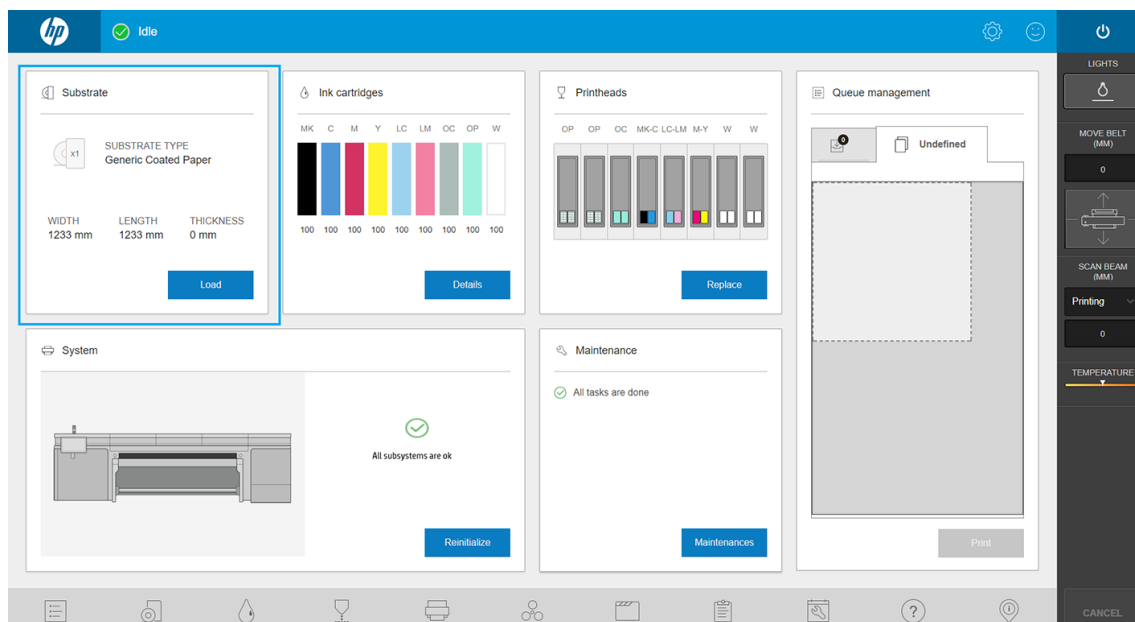 hp
Idle
Substrate
x1
SUBSTRATE TYPE
Generic Coated Paper
WIDTH LENGTH THICKNESS
1233 mm 1233 mm 0 mm
Load
Ink cartridges
MK C M Y LC LM OC OP W
100 100 100 100 100 100 100 100 100
Details
Printheads
OP OP OC MK-C LC-LM M-Y W W
Replace
Queue management
0
Undefined
Print
System
All subsystems are ok
Reinitialize
Maintenance
All tasks are done
Maintenances
LIGHTS
MOVE BELT
(MM)
0
SCAN BEAM
(MM)
Printing
0
TEMPERATURE
CANCEL
?